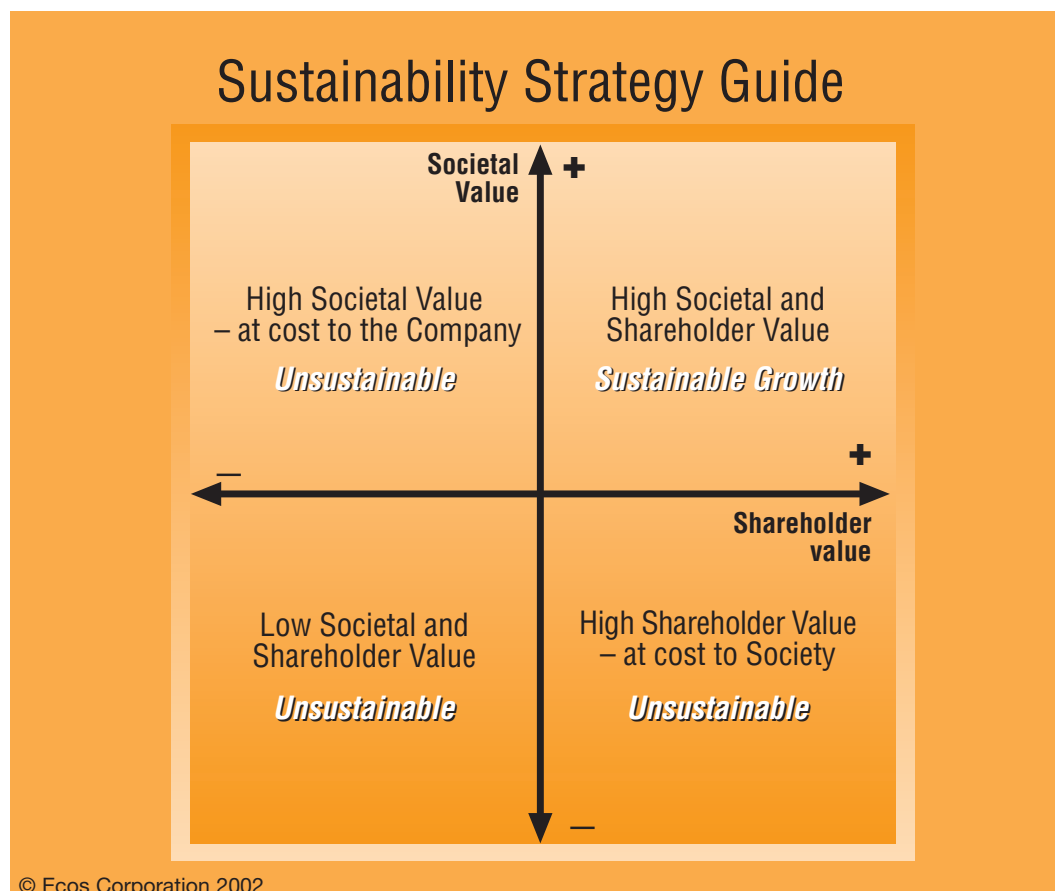 Sustainability Strategy Guide
Societal
Value
+
High Societal Value
– at cost to the Company
Unsustainable
High Societal and
Shareholder Value
Sustainable Growth
–
+
Shareholder
value
Low Societal and
Shareholder Value
Unsustainable
High Shareholder Value
– at cost to Society
Unsustainable
–
© Ecos Corporation 2002